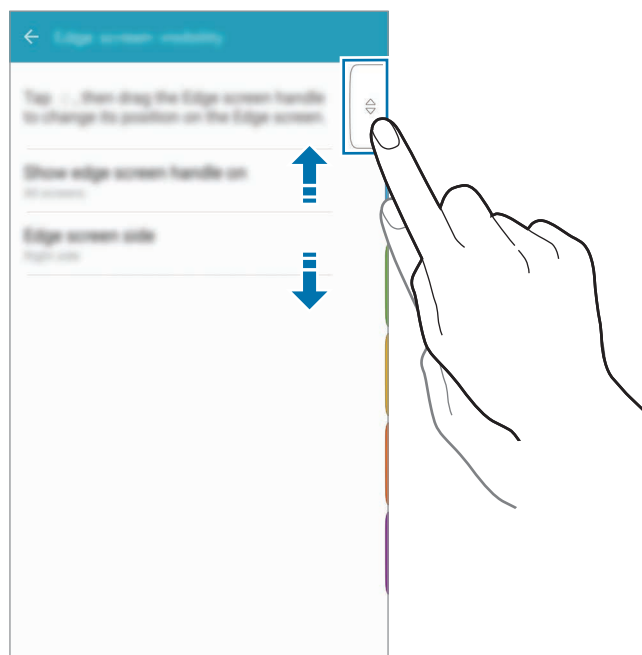 Edge screen visibility
Tap , then drag the Edge screen handle
to change its position on the Edge screen.
Show edge screen handle on
All screens
Edge screen side
Right side